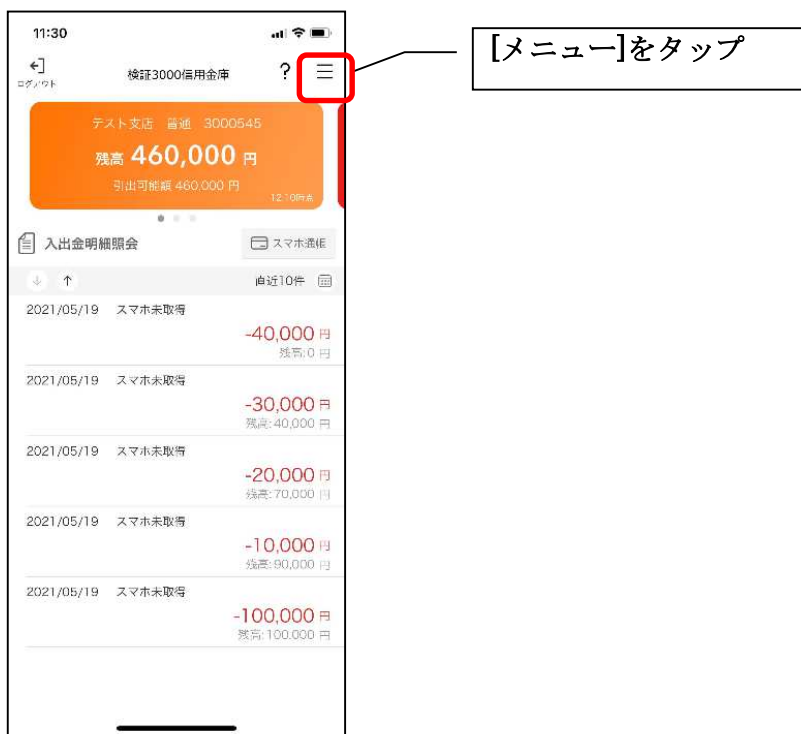 11:30
[メニュー]をタップ
ログアウト
検証3000信用金庫
?
テスト支店 普通 3000545
残高 460,000 円
引出可能額 460,000 円
12:10時点
入出金明細照会
スマホ通帳
↓ ↑ 直近10件
2021/05/19 スマホ未取得
-40,000 円
残高:0 円
2021/05/19 スマホ未取得
-30,000 円
残高:40,000 円
2021/05/19 スマホ未取得
-20,000 円
残高:70,000 円
2021/05/19 スマホ未取得
-10,000 円
残高:90,000 円
2021/05/19 スマホ未取得
-100,000 円
残高:100,000 円